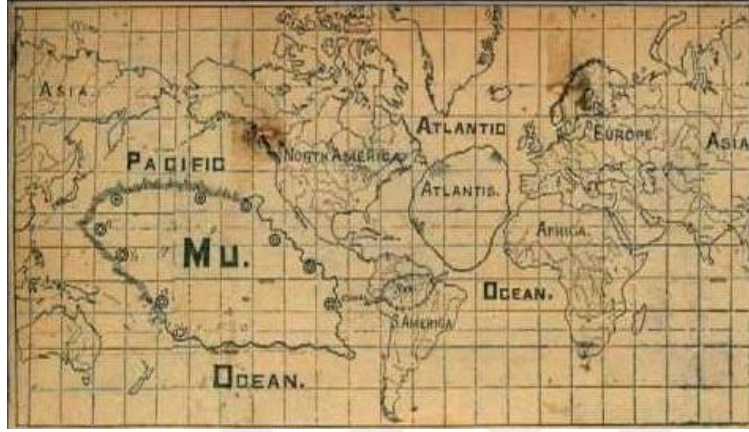 ASIA.
PACIFIC
NORTH AMERICA.
ATLANTIC
EUROPE.
ASIA
ATLANTIS.
MU.
AFRICA.
OCEAN.
S. AMERICA
OCEAN.